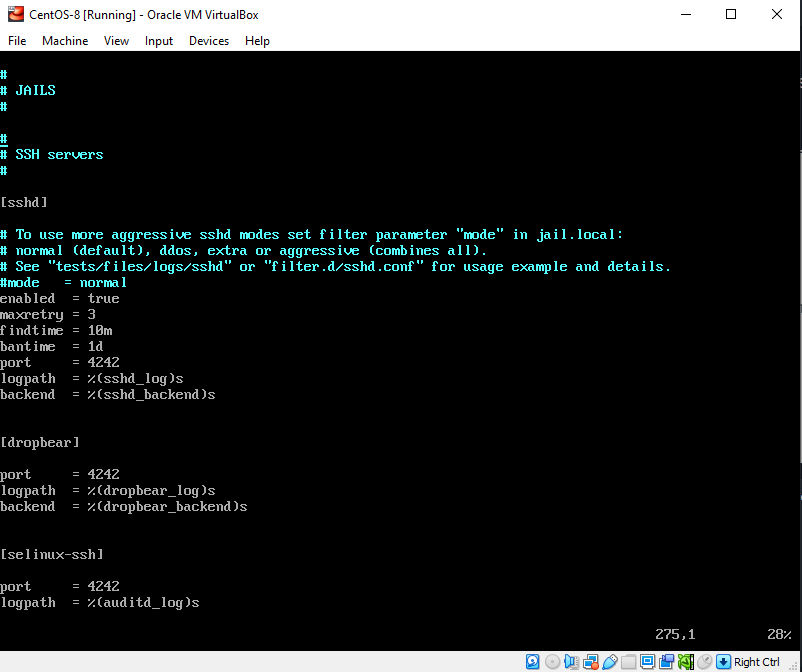 CentOS-8 [Running] - Oracle VM VirtualBox
File Machine View Input Devices Help
#
# JAILS
#
#
# SSH servers
#
[sshd]
# To use more aggressive sshd modes set filter parameter "mode" in jail.local:
# normal (default), ddos, extra or aggressive (combines all).
# See "tests/files/logs/sshd" or "filter.d/sshd.conf" for usage example and details.
#mode   = normal
enabled  = true
maxretry = 3
findtime = 10m
bantime  = 1d
port     = 4242
logpath  = %(sshd_log)s
backend  = %(sshd_backend)s
[dropbear]
port     = 4242
logpath  = %(dropbear_log)s
backend  = %(dropbear_backend)s
[selinux-ssh]
port     = 4242
logpath  = %(auditd_log)s
275,1 28%
Right Ctrl